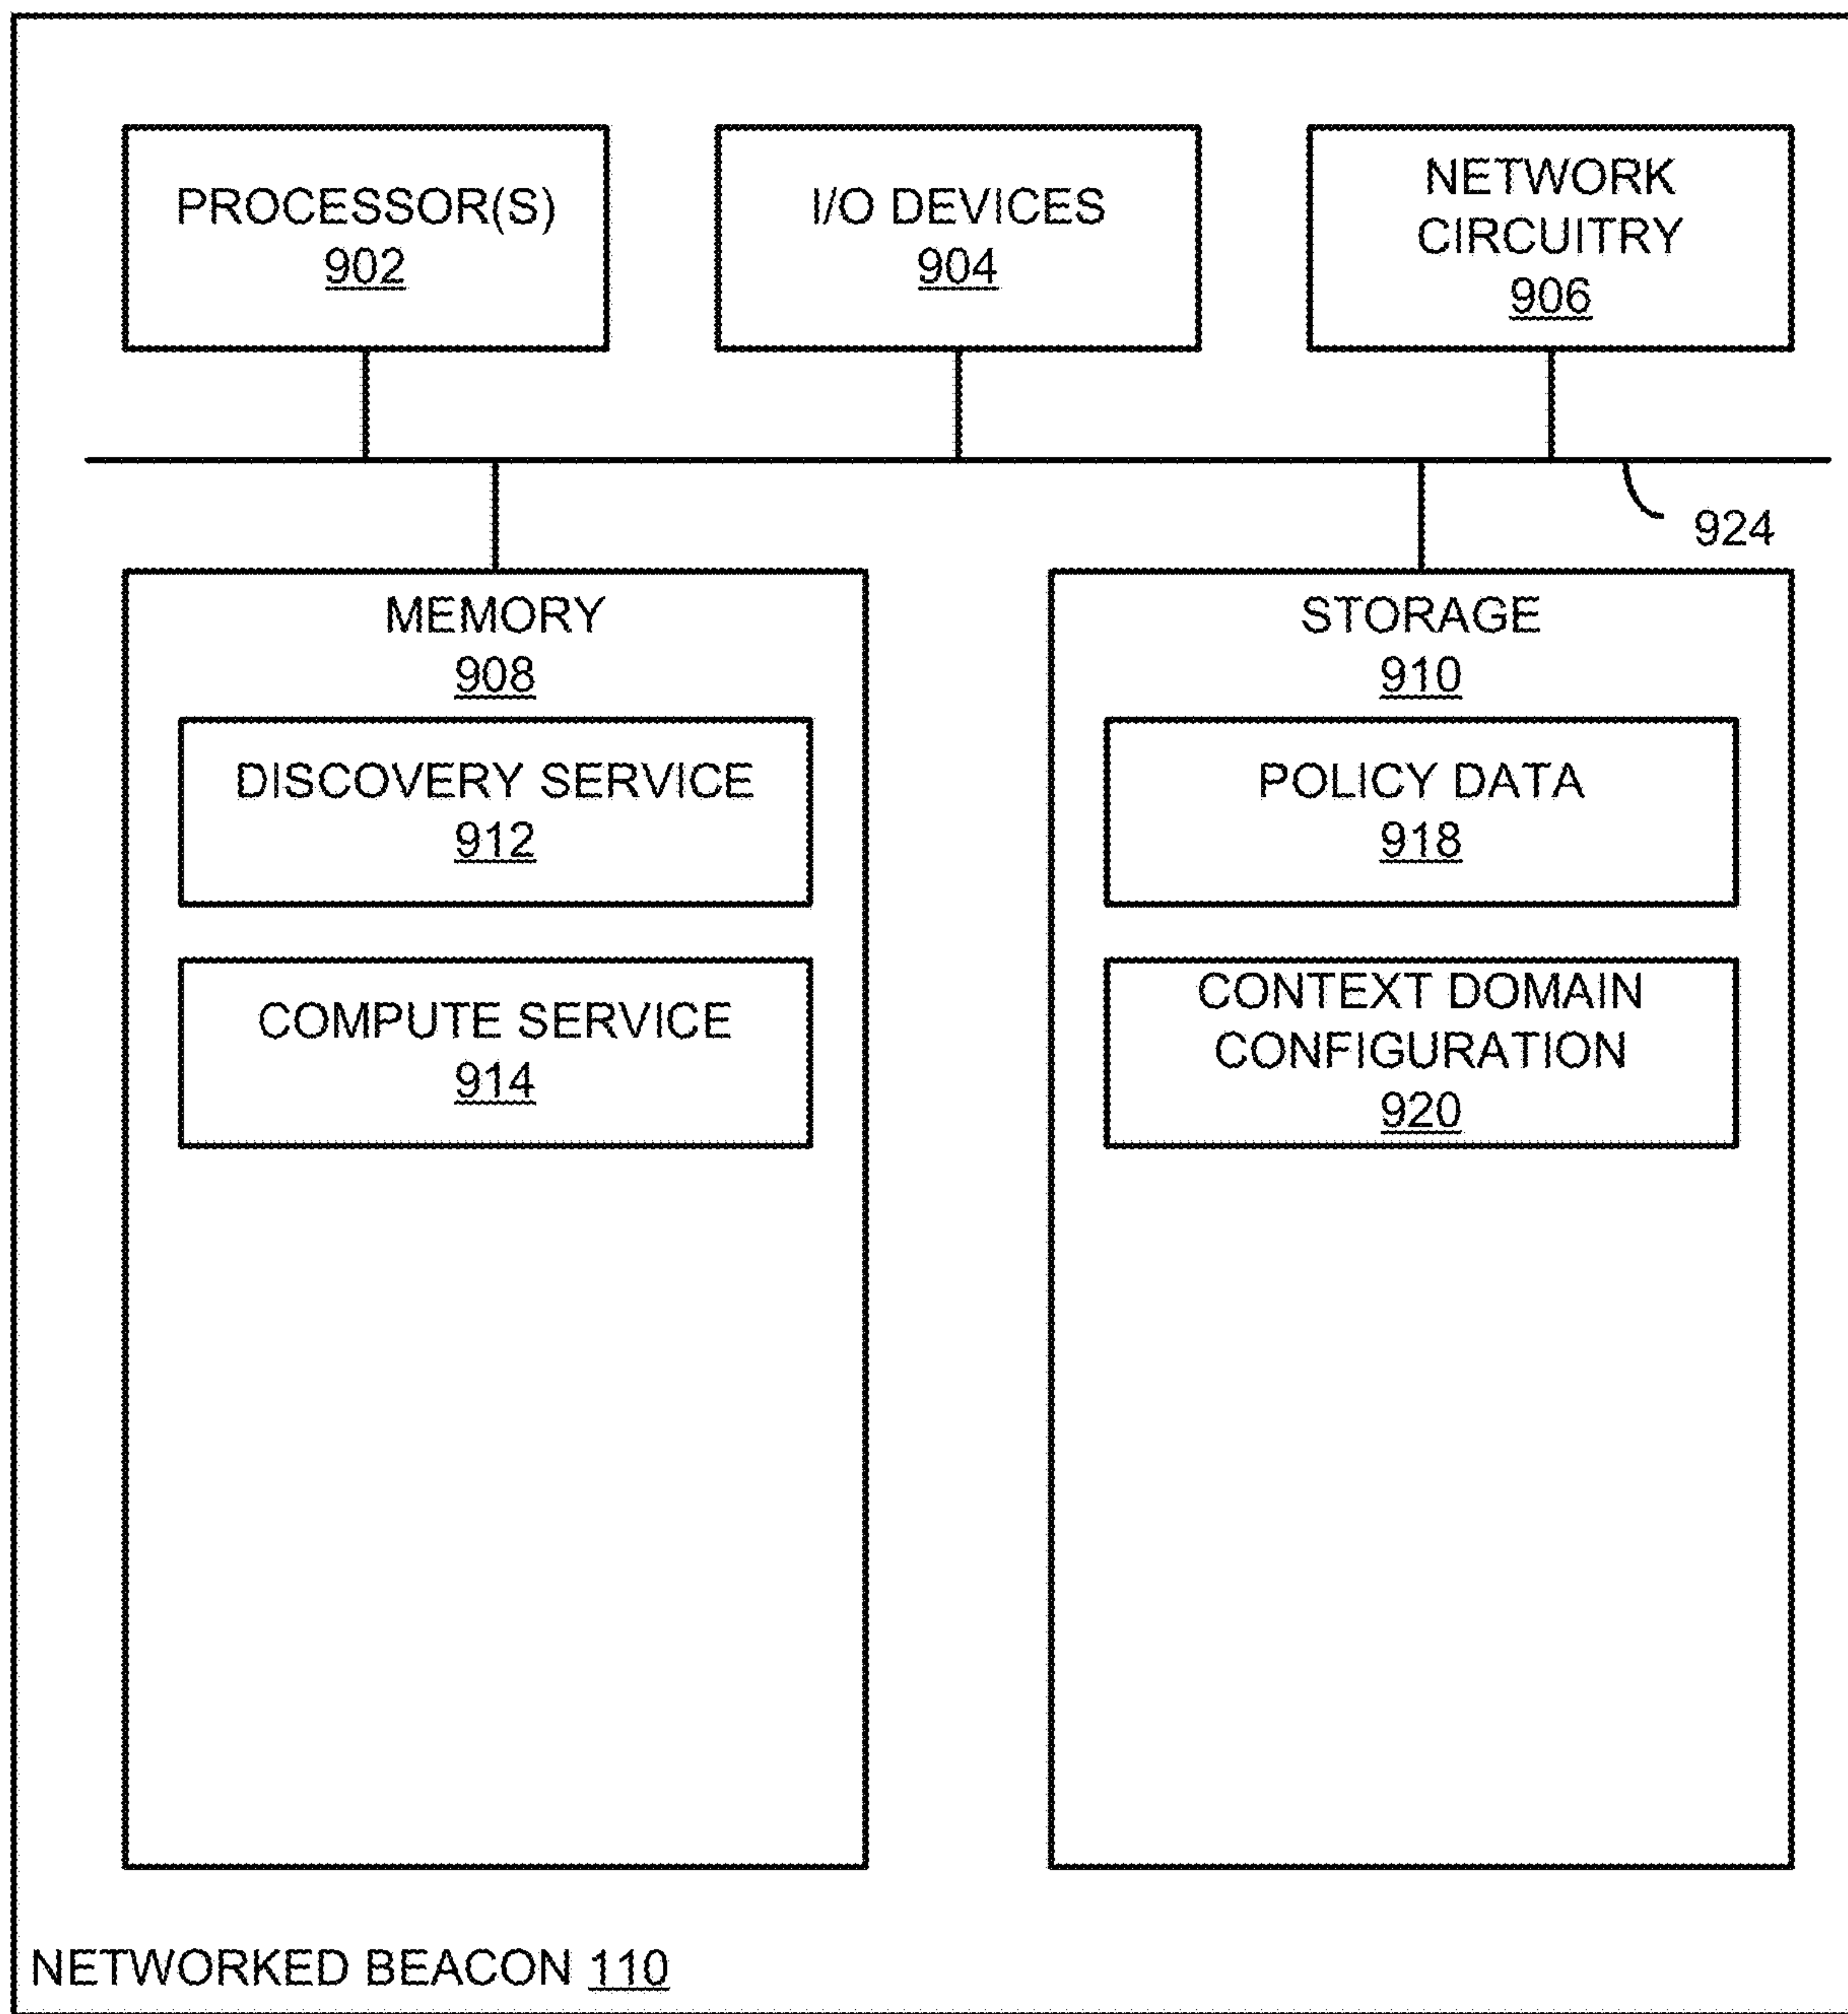 PROCESSOR(S)
902
I/O DEVICES
904
NETWORK
CIRCUITRY
906
924
MEMORY
908
DISCOVERY SERVICE
912
COMPUTE SERVICE
914
STORAGE
910
POLICY DATA
918
CONTEXT DOMAIN
CONFIGURATION
920
NETWORKED BEACON 110